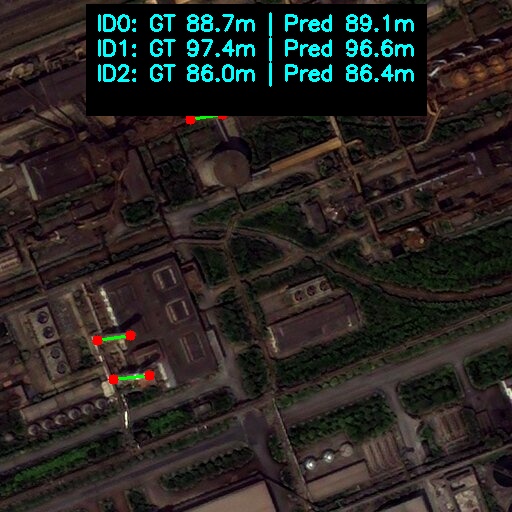 ID0: GT 88.7m | Pred 89.1m
ID1: GT 97.4m | Pred 96.6m
ID2: GT 86.0m | Pred 86.4m